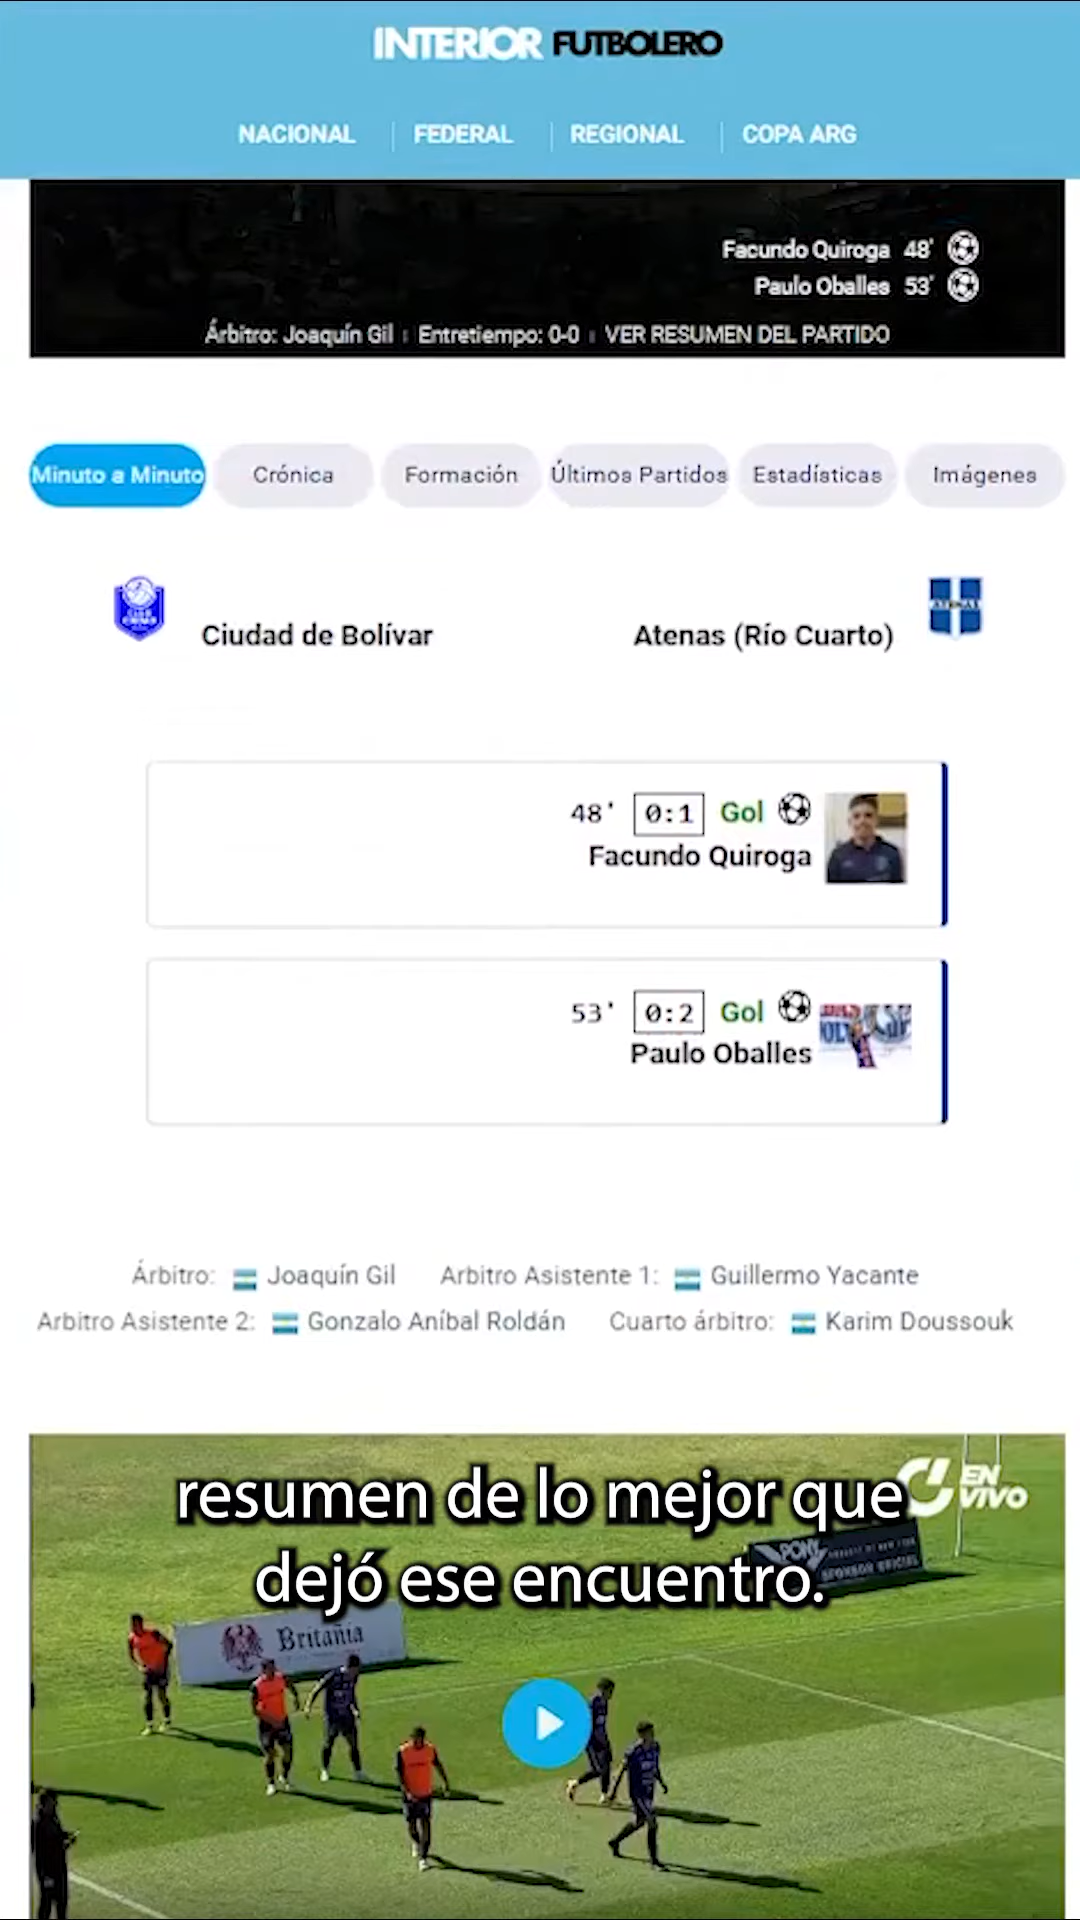 INTERIOR FUTBOLERO
NACIONAL
FEDERAL
REGIONAL
COPA ARG
Facundo Quiroga 48'
Paulo Oballes 53'
Árbitro: Joaquín Gil | Entretiempo: 0-0 | VER RESUMEN DEL PARTIDO
Minuto a Minuto
Crónica
Formación
Últimos Partidos
Estadísticas
Imágenes
Ciudad de Bolívar
Atenas (Río Cuarto)
48' 0:1 Gol
Facundo Quiroga
53' 0:2 Gol
Paulo Oballes
Árbitro: Joaquín Gil Arbitro Asistente 1: Guillermo Yacante
Arbitro Asistente 2: Gonzalo Aníbal Roldán Cuarto árbitro: Karim Doussouk
EN
VIVO
resumen de lo mejor que
dejó ese encuentro.
PONY
SPONSOR OFICIAL
Britania